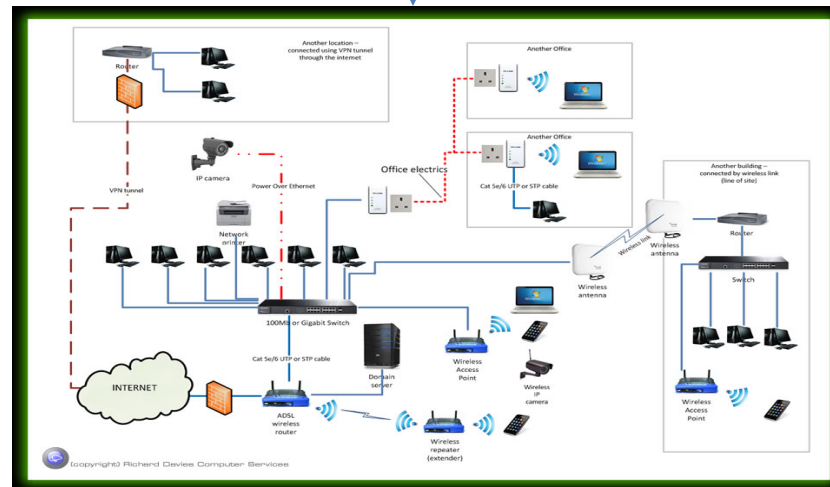 Another location –
connected using VPN tunnel
through the internet
Router
Another Office
Another Office
Cat 5e/6 UTP or STP cable
Office electrics
Another building –
connected by wireless link
(line of site)
IP camera
VPN tunnel
Power Over Ethernet
Network
printer
Wireless link
Wireless
antenna
Router
Wireless
antenna
Switch
100Mb or Gigabit Switch
Cat 5e/6 UTP or STP cable
Domain
server
Wireless
Access
Point
Wireless
IP
camera
INTERNET
ADSL
wireless
router
Wireless
repeater
(extender)
Wireless
Access
Point
(copyright) Richard Davies Computer Services